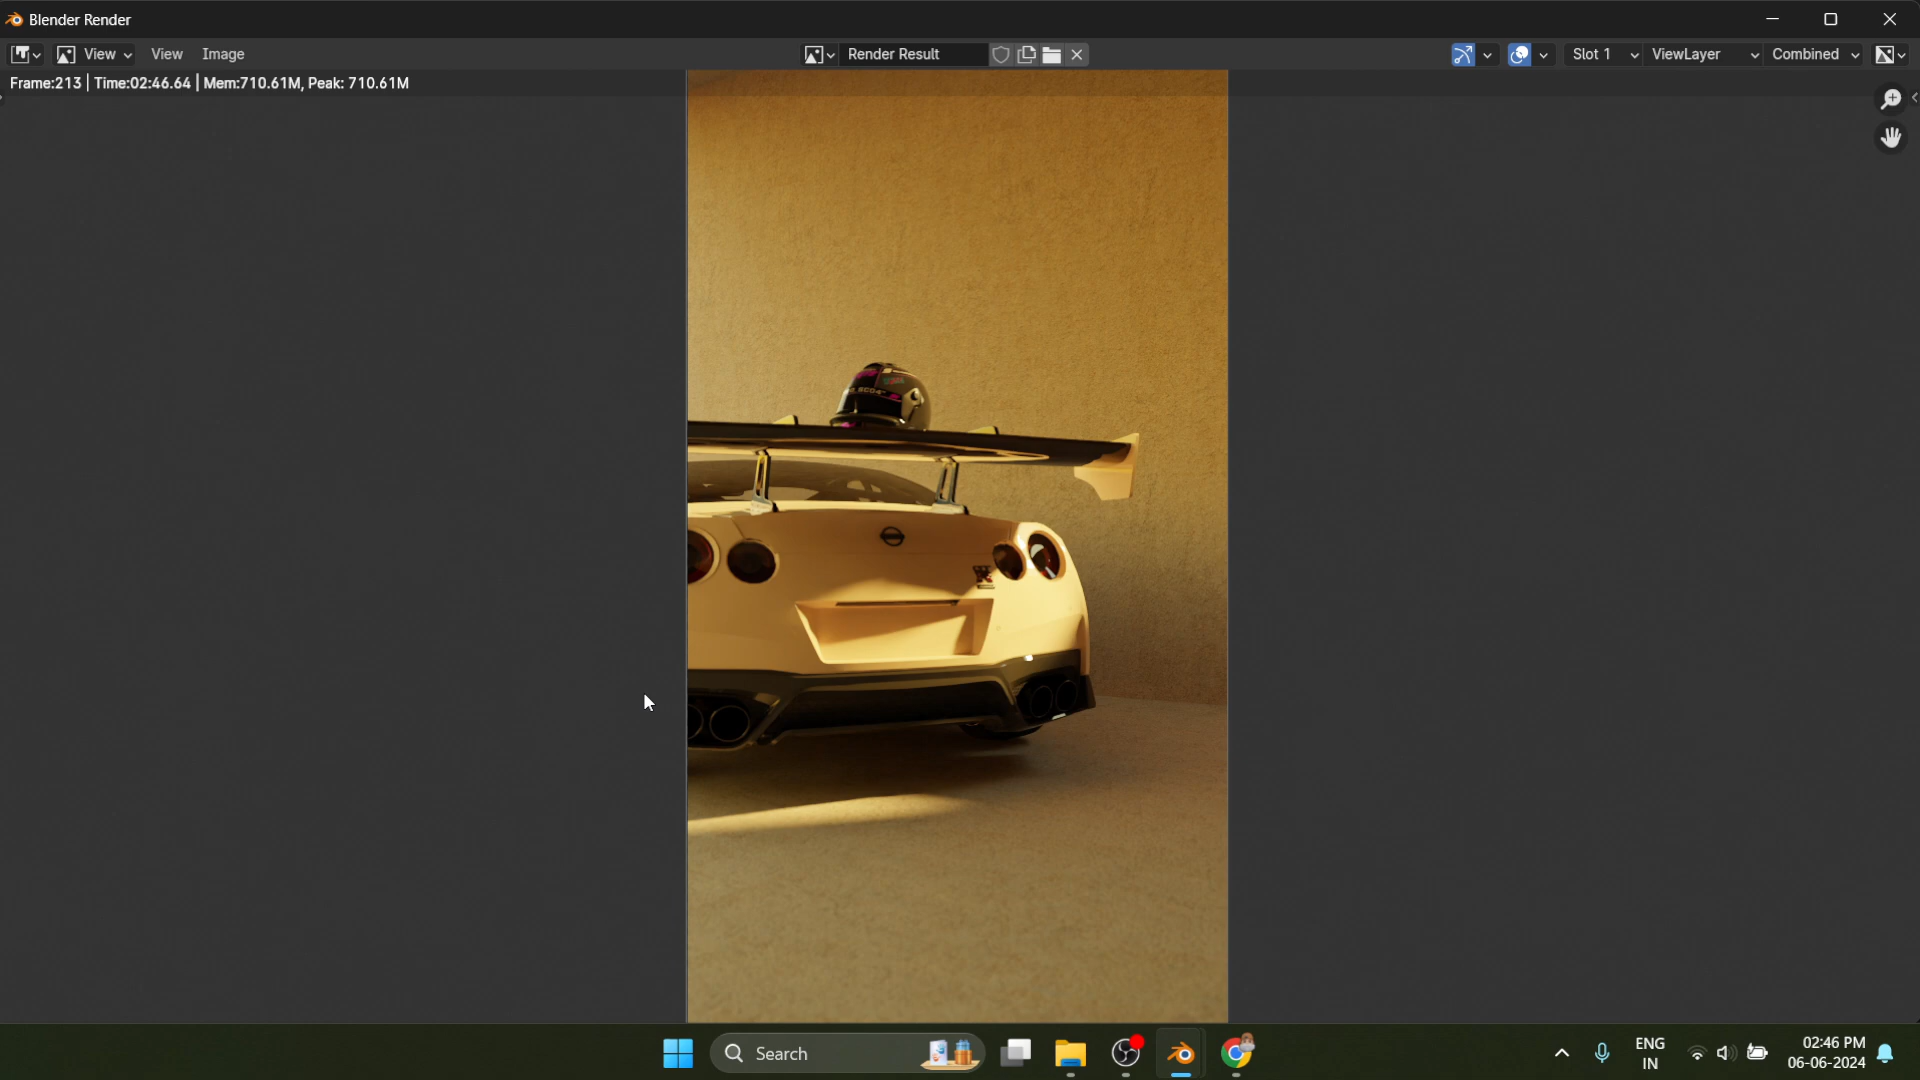 Blender Render
View View Image Render Result Slot 1 ViewLayer Combined
Frame:213 | Time:02:46.64 | Mem:710.61M, Peak: 710.61M
Search
ENG
IN
02:46 PM
06-06-2024